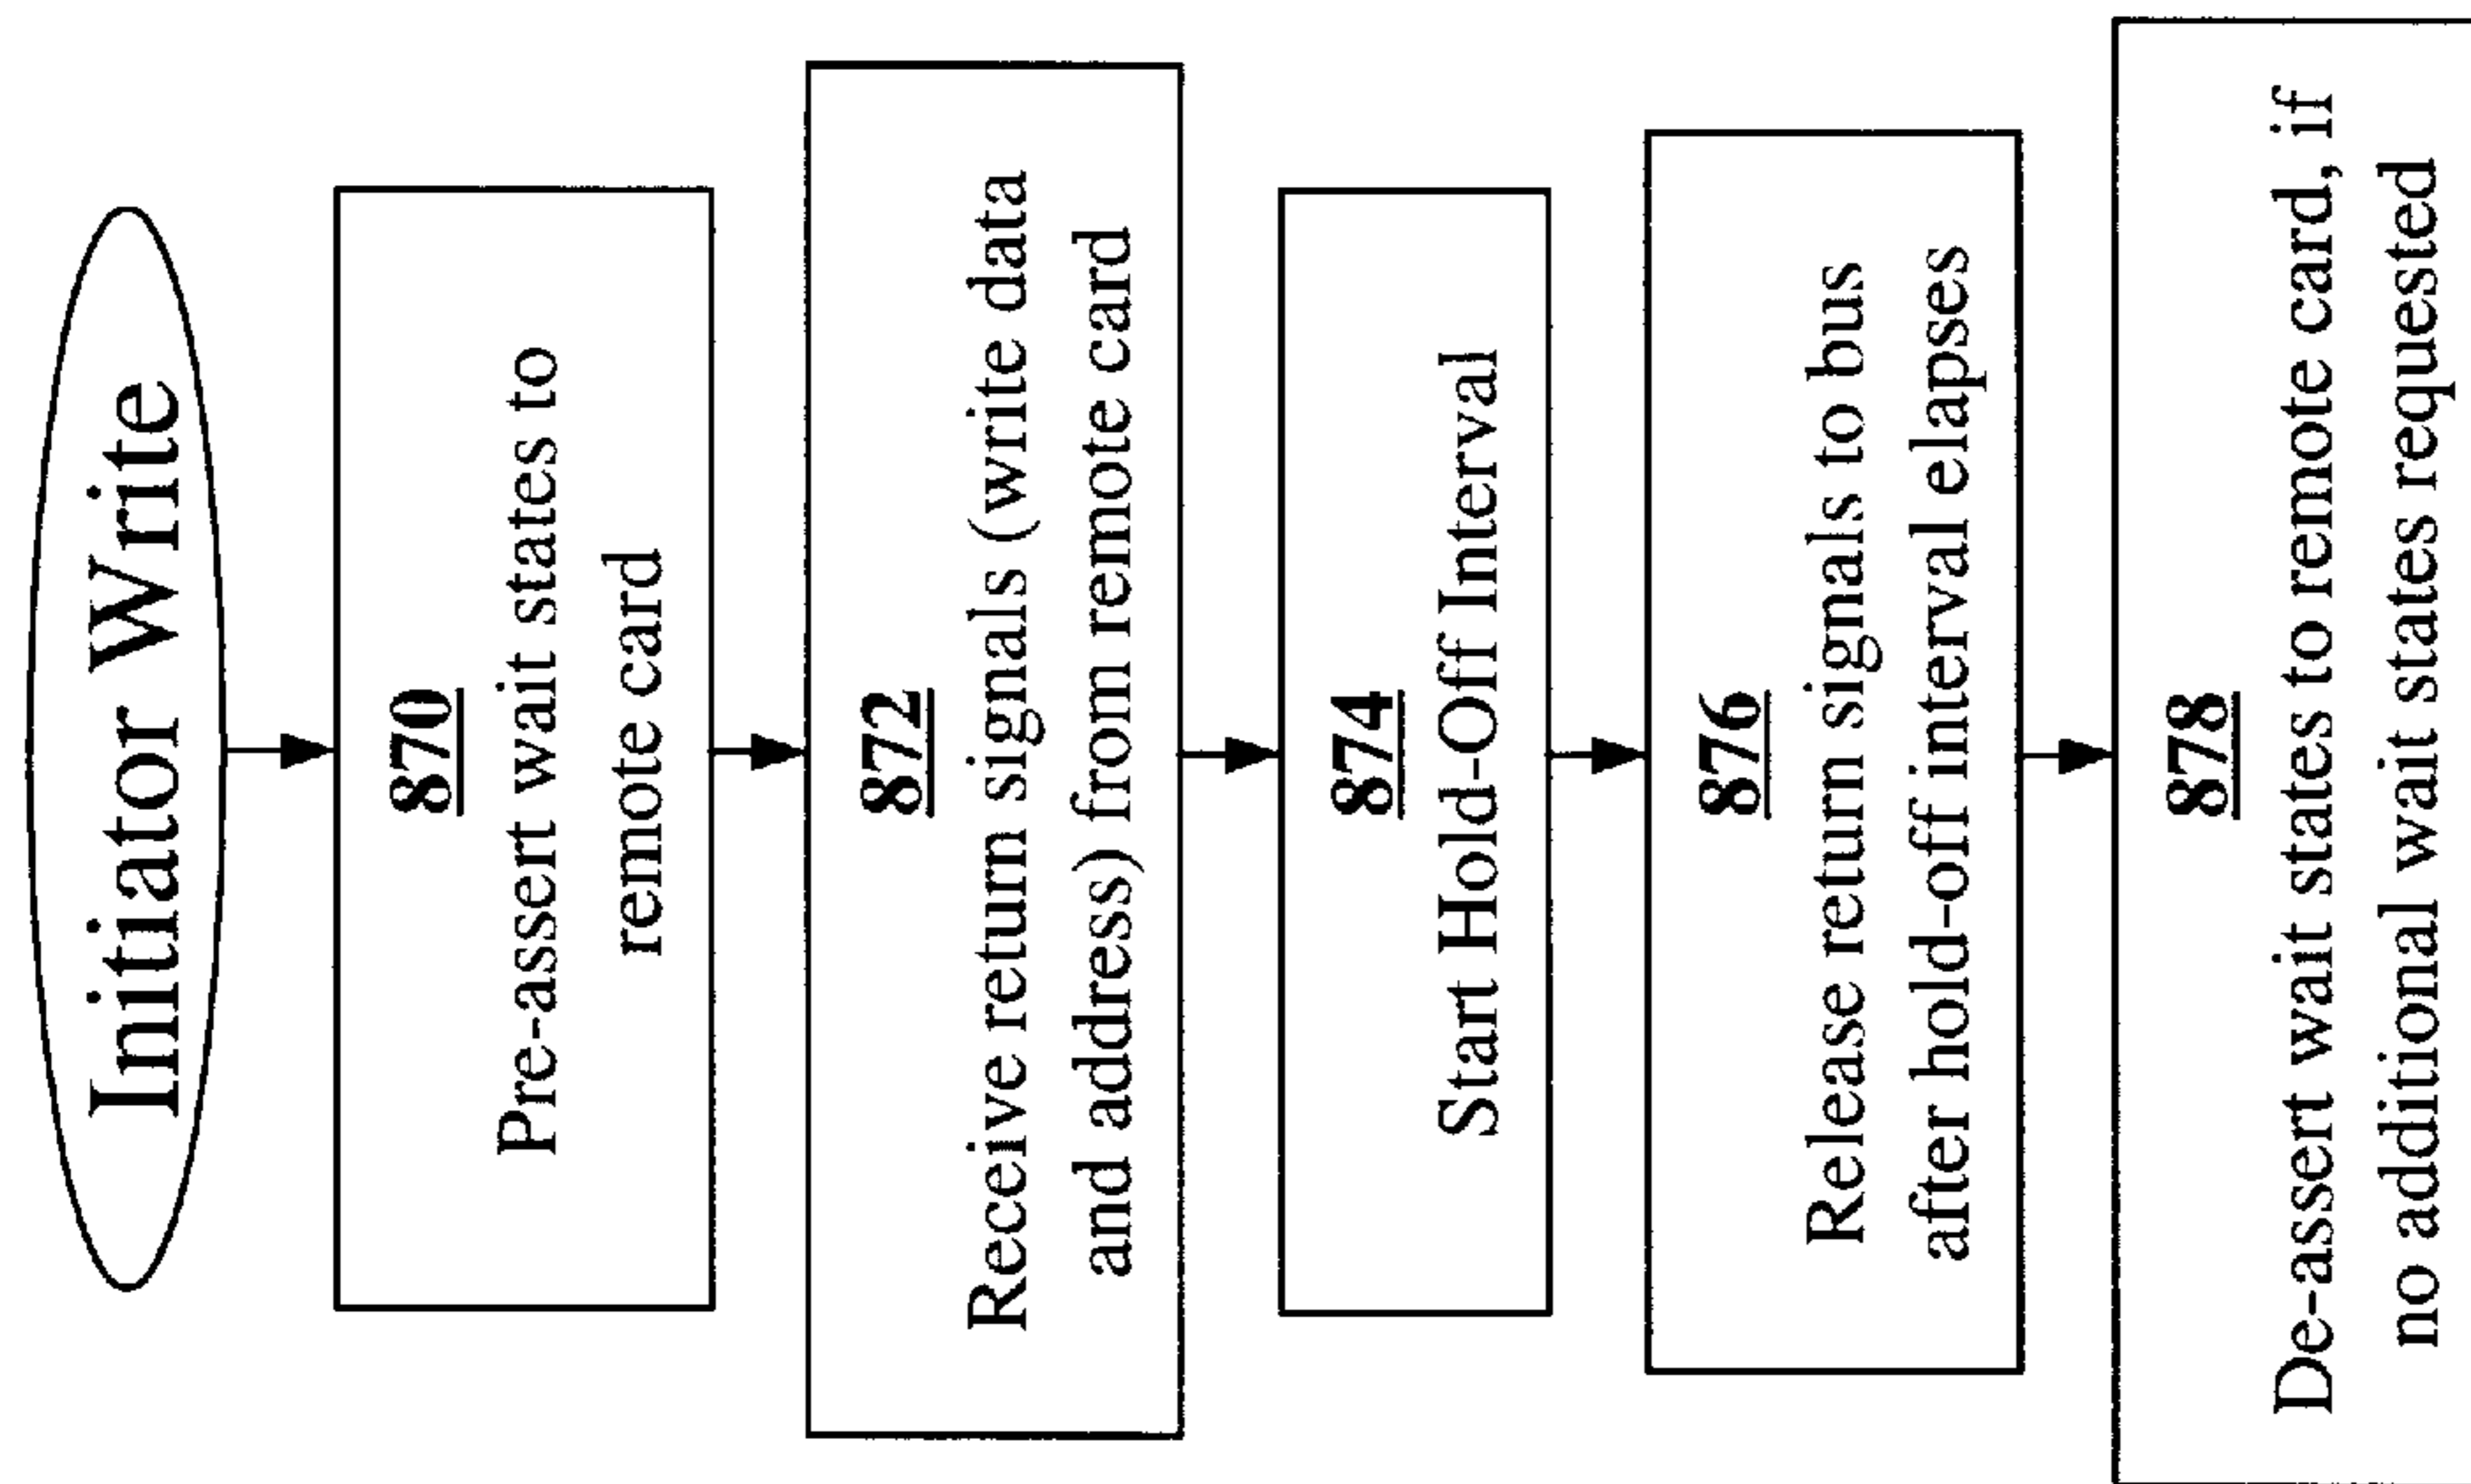 Initiator Write
870
Pre-assert wait states to
remote card
872
Receive return signals (write data
and address) from remote card
874
Start Hold-Off Interval
876
Release return signals to bus
after hold-off interval elapses
878
De-assert wait states to remote card, if
no additional wait states requested